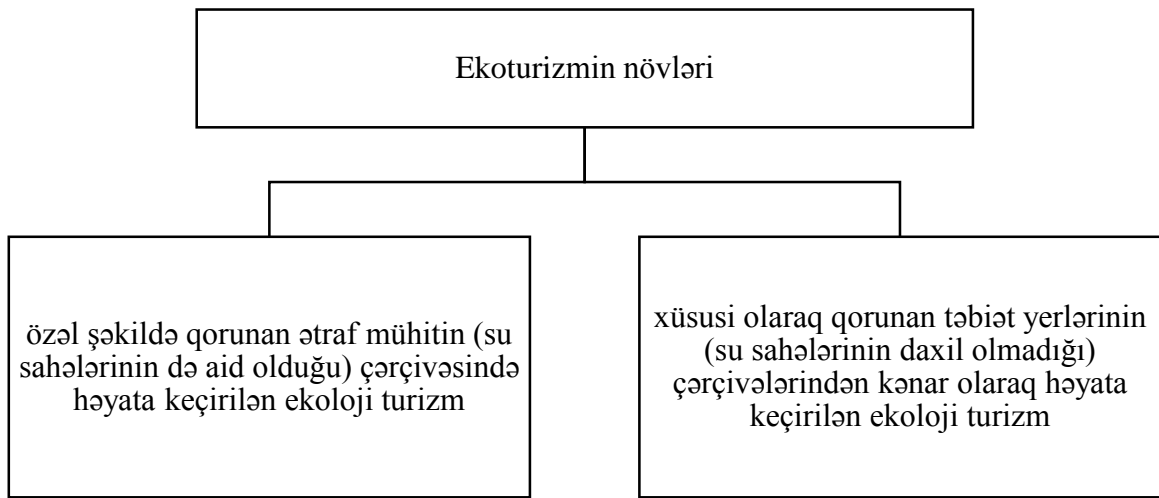 Ekoturizmin növləri
özəl şəkildə qorunan ətraf mühitin (su
sahələrinin də aid olduğu) çərçivəsində
həyata keçirilən ekoloji turizm
xüsusi olaraq qorunan təbiət yerlərinin
(su sahələrinin daxil olmadığı)
çərçivələrindən kənar olaraq həyata
keçirilən ekoloji turizm